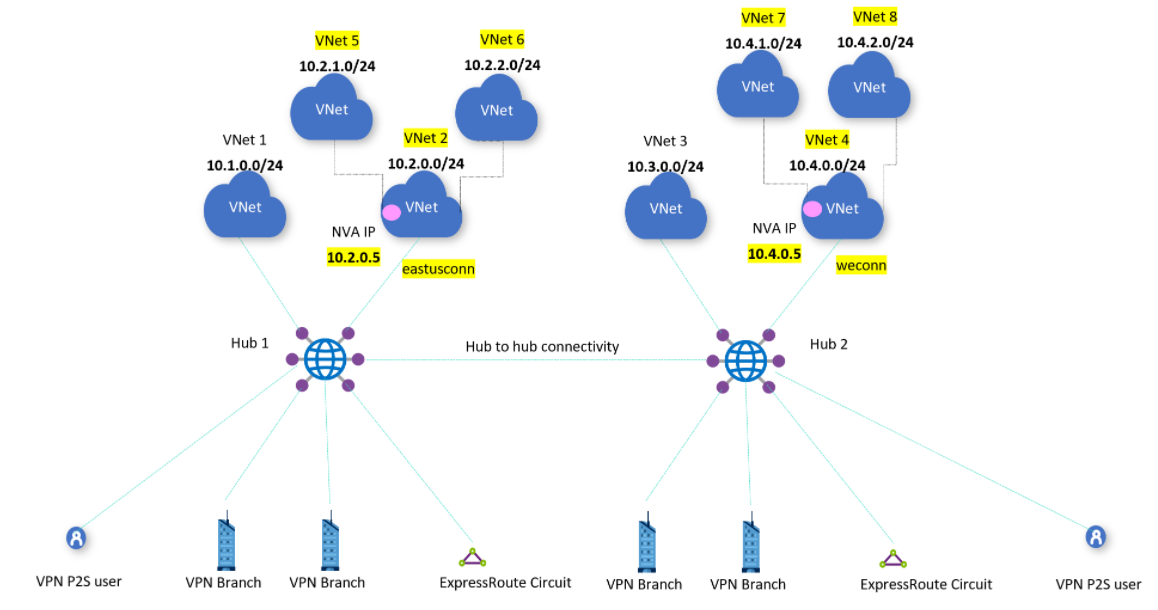 VNet 5
10.2.1.0/24
VNet
VNet 6
10.2.2.0/24
VNet
VNet 1
10.1.0.0/24
VNet
VNet 2
10.2.0.0/24
VNet
NVA IP
10.2.0.5
eastusconn
Hub 1
VNet 7
10.4.1.0/24
VNet
VNet 8
10.4.2.0/24
VNet
VNet 3
10.3.0.0/24
VNet
VNet 4
10.4.0.0/24
VNet
NVA IP
10.4.0.5
weconn
Hub to hub connectivity
Hub 2
VPN P2S user
VPN Branch
VPN Branch
ExpressRoute Circuit
VPN Branch
VPN Branch
ExpressRoute Circuit
VPN P2S user